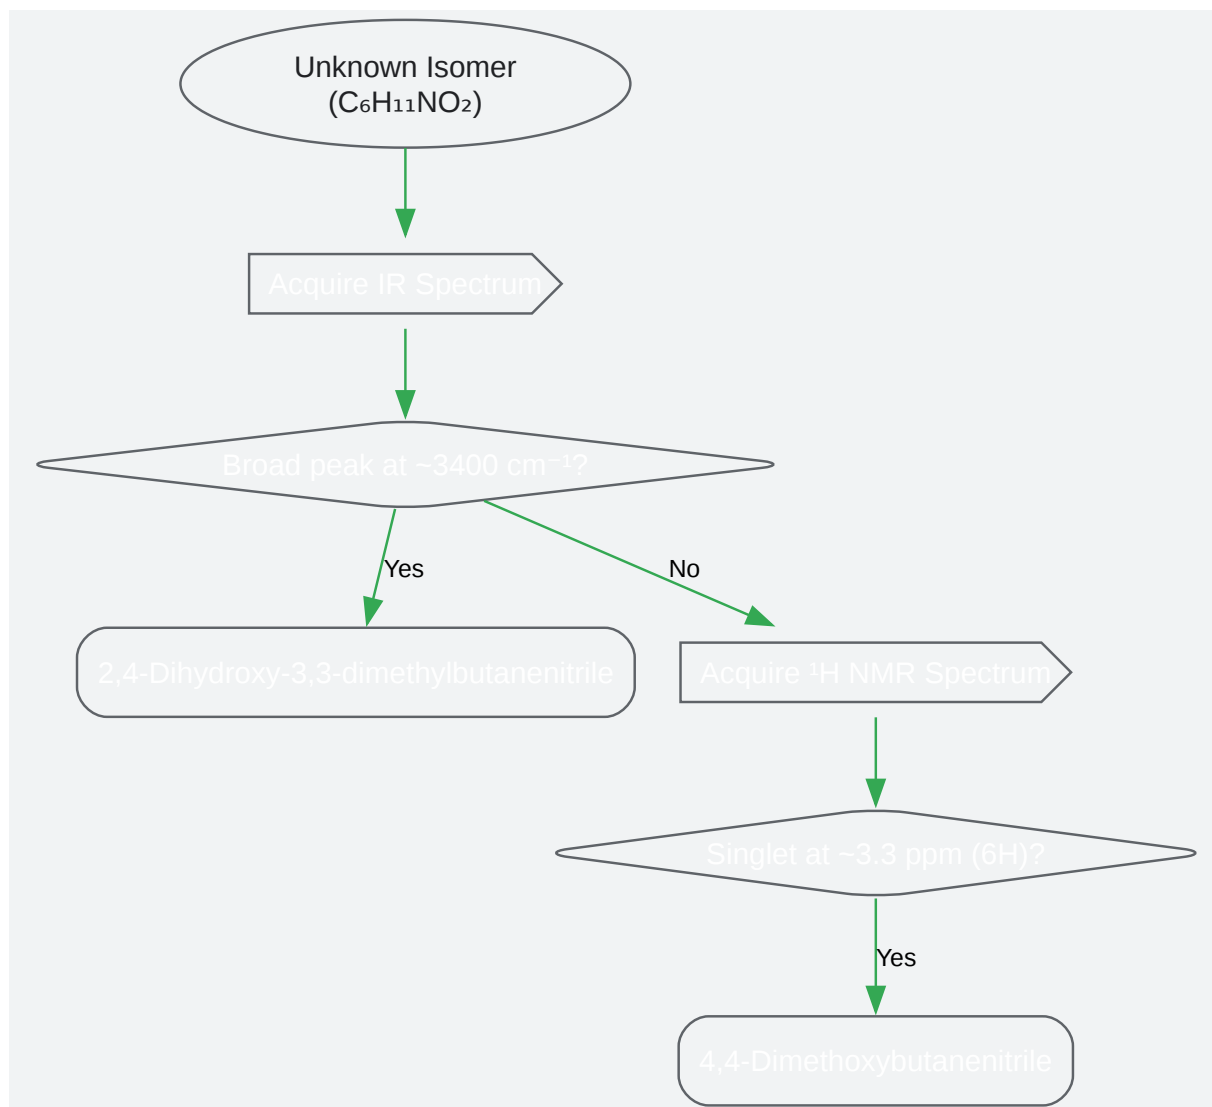 Unknown Isomer
(C₆H₁₁NO₂)
Acquire IR Spectrum
Broad peak at ~3400 cm⁻¹?
Yes
No
2,4-Dihydroxy-3,3-dimethylbutanenitrile
Acquire ¹H NMR Spectrum
Singlet at ~3.3 ppm (6H)?
Yes
4,4-Dimethoxybutanenitrile